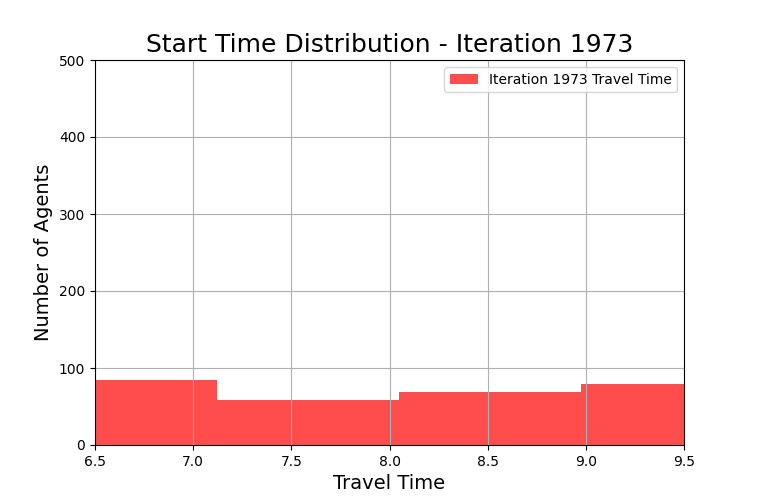 Start Time Distribution - Iteration 1973
Iteration 1973 Travel Time
Number of Agents
500
400
300
200
100
0
6.5 7.0 7.5 8.0 8.5 9.0 9.5
Travel Time